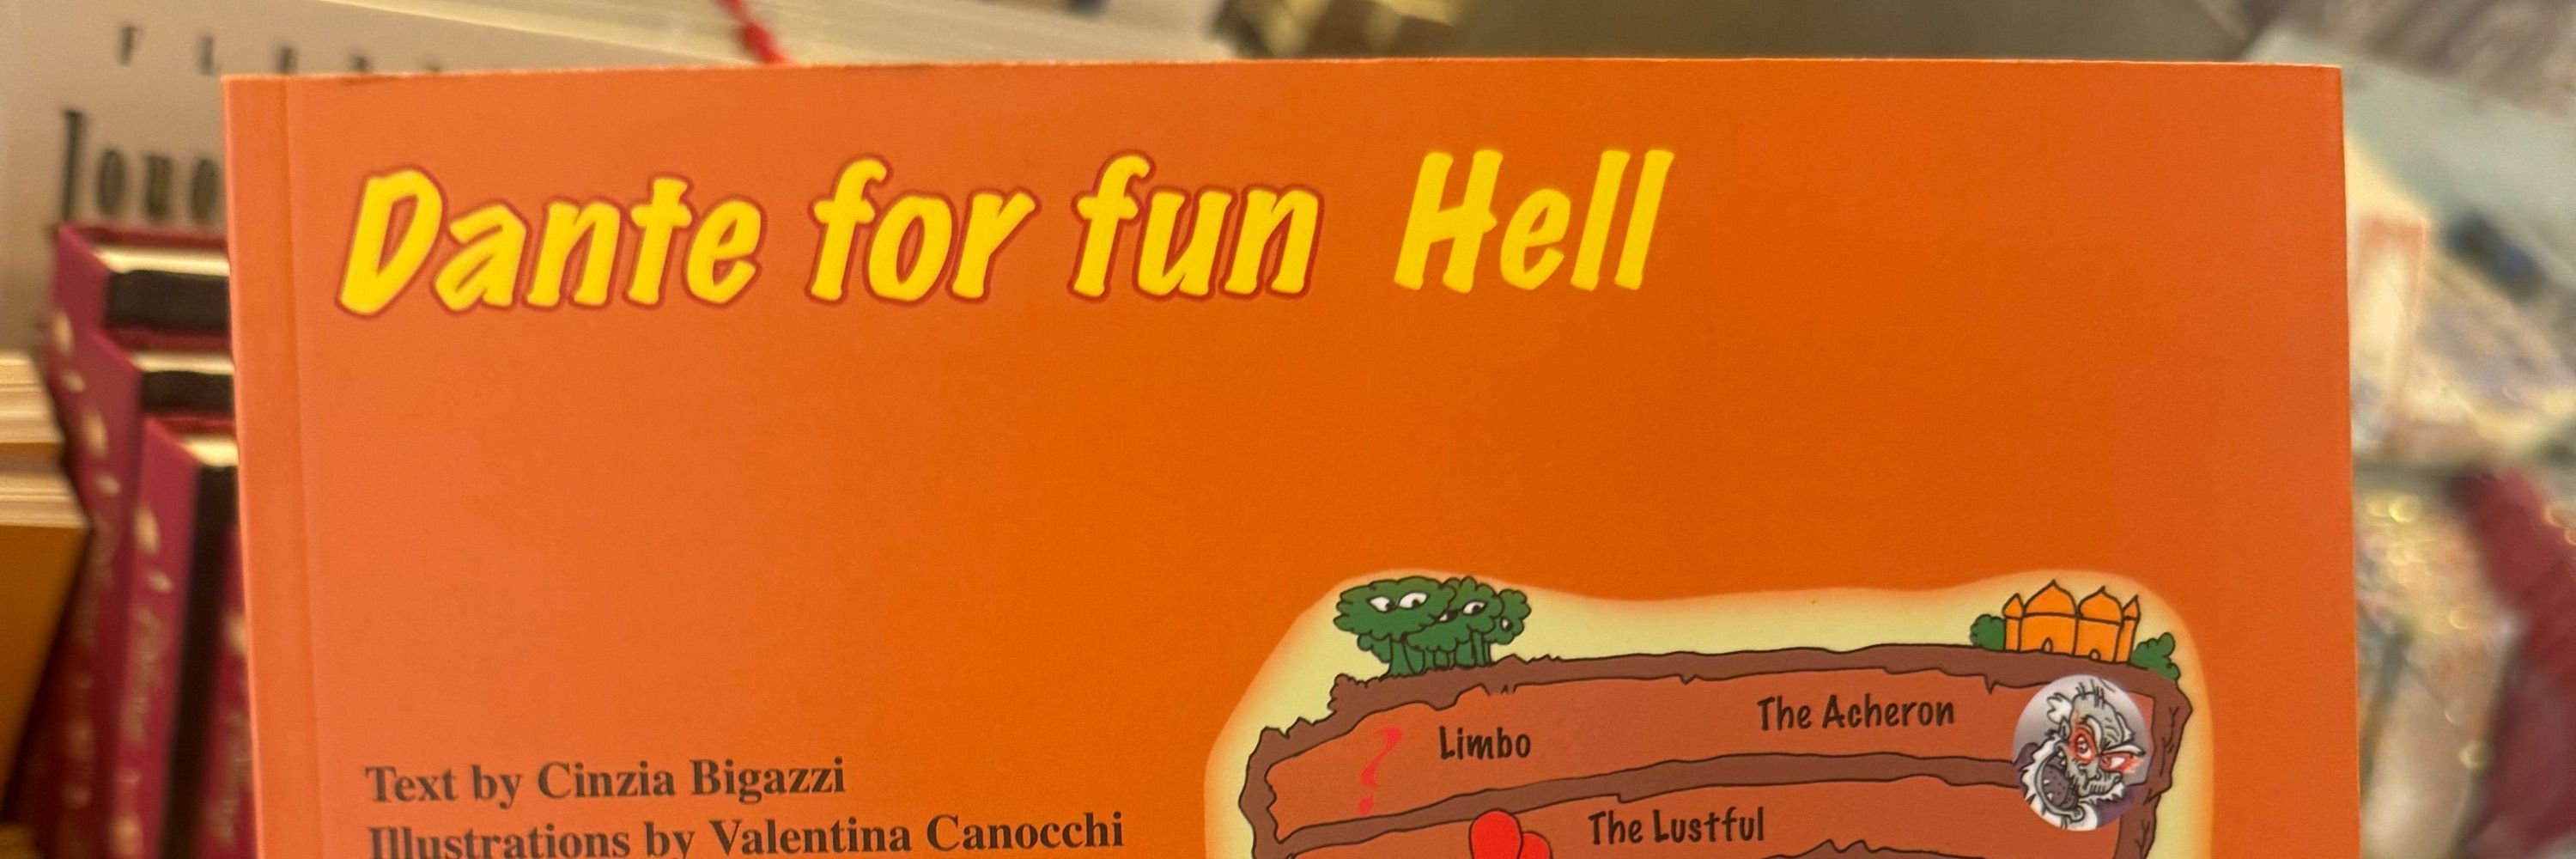 Dante for fun Hell
Text by Cinzia Bigazzi
Illustrations by Valentina Canocchi
Limbo
The Acheron
The Lustful